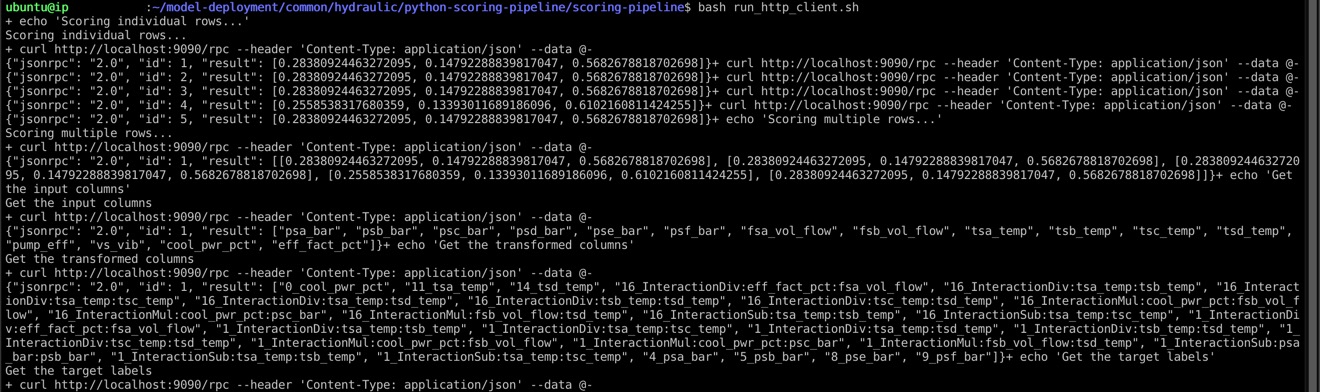 ubuntu@ip :~/model-deployment/common/hydraulic/python-scoring-pipeline/scoring-pipeline$ bash run_http_client.sh
+ echo 'Scoring individual rows...'
Scoring individual rows...
+ curl http://localhost:9090/rpc --header 'Content-Type: application/json' --data @-
{"jsonrpc": "2.0", "id": 1, "result": [0.28380924463272095, 0.14792288839817047, 0.5682678818702698]}+ curl http://localhost:9090/rpc --header 'Content-Type: application/json' --data @-
{"jsonrpc": "2.0", "id": 2, "result": [0.28380924463272095, 0.14792288839817047, 0.5682678818702698]}+ curl http://localhost:9090/rpc --header 'Content-Type: application/json' --data @-
{"jsonrpc": "2.0", "id": 3, "result": [0.28380924463272095, 0.14792288839817047, 0.5682678818702698]}+ curl http://localhost:9090/rpc --header 'Content-Type: application/json' --data @-
{"jsonrpc": "2.0", "id": 4, "result": [0.2558538317680359, 0.13393011689186096, 0.6102160811424255]}+ curl http://localhost:9090/rpc --header 'Content-Type: application/json' --data @-
{"jsonrpc": "2.0", "id": 5, "result": [0.28380924463272095, 0.14792288839817047, 0.5682678818702698]}+ echo 'Scoring multiple rows...'
Scoring multiple rows...
+ curl http://localhost:9090/rpc --header 'Content-Type: application/json' --data @-
{"jsonrpc": "2.0", "id": 1, "result": [[0.28380924463272095, 0.14792288839817047, 0.5682678818702698], [0.28380924463272095, 0.14792288839817047, 0.5682678818702698], [0.283809244632720
95, 0.14792288839817047, 0.5682678818702698], [0.2558538317680359, 0.13393011689186096, 0.6102160811424255], [0.28380924463272095, 0.14792288839817047, 0.5682678818702698]]}+ echo 'Get
the input columns'
Get the input columns
+ curl http://localhost:9090/rpc --header 'Content-Type: application/json' --data @-
{"jsonrpc": "2.0", "id": 1, "result": ["psa_bar", "psb_bar", "psc_bar", "psd_bar", "pse_bar", "psf_bar", "fsa_vol_flow", "fsb_vol_flow", "tsa_temp", "tsb_temp", "tsc_temp", "tsd_temp",
"pump_eff", "vs_vib", "cool_pwr_pct", "eff_fact_pct"]}+ echo 'Get the transformed columns'
Get the transformed columns
+ curl http://localhost:9090/rpc --header 'Content-Type: application/json' --data @-
{"jsonrpc": "2.0", "id": 1, "result": ["0_cool_pwr_pct", "11_tsa_temp", "14_tsd_temp", "16_InteractionDiv:eff_fact_pct:fsa_vol_flow", "16_InteractionDiv:tsa_temp:tsb_temp", "16_Interact
ionDiv:tsa_temp:tsc_temp", "16_InteractionDiv:tsa_temp:tsd_temp", "16_InteractionDiv:tsb_temp:tsd_temp", "16_InteractionDiv:tsc_temp:tsd_temp", "16_InteractionMul:cool_pwr_pct:fsb_vol_f
low", "16_InteractionMul:cool_pwr_pct:psc_bar", "16_InteractionMul:fsb_vol_flow:tsd_temp", "16_InteractionSub:tsa_temp:tsb_temp", "16_InteractionSub:tsa_temp:tsc_temp", "1_InteractionDi
v:eff_fact_pct:fsa_vol_flow", "1_InteractionDiv:tsa_temp:tsb_temp", "1_InteractionDiv:tsa_temp:tsc_temp", "1_InteractionDiv:tsa_temp:tsd_temp", "1_InteractionDiv:tsb_temp:tsd_temp", "1_
InteractionDiv:tsc_temp:tsd_temp", "1_InteractionMul:cool_pwr_pct:fsb_vol_flow", "1_InteractionMul:cool_pwr_pct:psc_bar", "1_InteractionMul:fsb_vol_flow:tsd_temp", "1_InteractionSub:psa
_bar:psb_bar", "1_InteractionSub:tsa_temp:tsb_temp", "1_InteractionSub:tsa_temp:tsc_temp", "4_psa_bar", "5_psb_bar", "8_pse_bar", "9_psf_bar"]}+ echo 'Get the target labels'
Get the target labels
+ curl http://localhost:9090/rpc --header 'Content-Type: application/json' --data @-